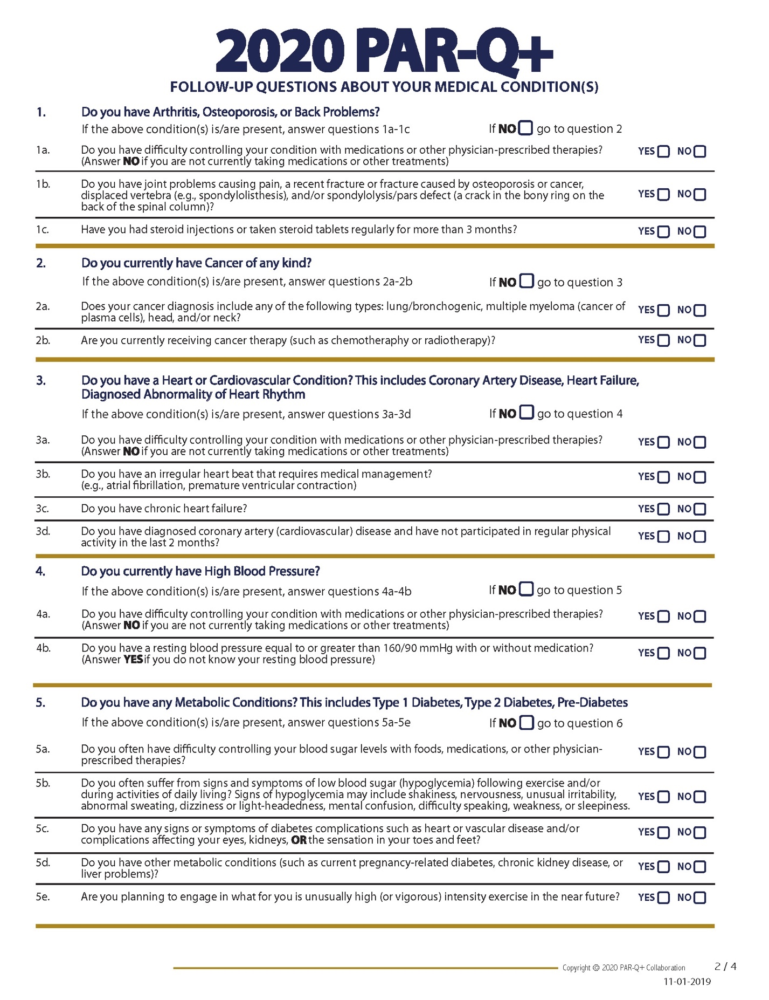 2020 PAR-Q+
FOLLOW-UP QUESTIONS ABOUT YOUR MEDICAL CONDITION(S)
1. Do you have Arthritis, Osteoporosis, or Back Problems?
If the above condition(s) is/are present, answer questions 1a-1c If NO go to question 2
1a. Do you have difficulty controlling your condition with medications or other physician-prescribed therapies? YES NO
(Answer NO if you are not currently taking medications or other treatments)
1b. Do you have joint problems causing pain, a recent fracture or fracture caused by osteoporosis or cancer,
displaced vertebra (e.g., spondylolisthesis), and/or spondylolysis/pars defect (a crack in the bony ring on the YES NO
back of the spinal column)?
1c. Have you had steroid injections or taken steroid tablets regularly for more than 3 months? YES NO
2. Do you currently have Cancer of any kind?
If the above condition(s) is/are present, answer questions 2a-2b If NO go to question 3
2a. Does your cancer diagnosis include any of the following types: lung/bronchogenic, multiple myeloma (cancer of YES NO
plasma cells), head, and/or neck?
2b. Are you currently receiving cancer therapy (such as chemotheraphy or radiotherapy)? YES NO
3. Do you have a Heart or Cardiovascular Condition? This includes Coronary Artery Disease, Heart Failure,
Diagnosed Abnormality of Heart Rhythm
If the above condition(s) is/are present, answer questions 3a-3d If NO go to question 4
3a. Do you have difficulty controlling your condition with medications or other physician-prescribed therapies? YES NO
(Answer NO if you are not currently taking medications or other treatments)
3b. Do you have an irregular heart beat that requires medical management? YES NO
(e.g., atrial fibrillation, premature ventricular contraction)
3c. Do you have chronic heart failure? YES NO
3d. Do you have diagnosed coronary artery (cardiovascular) disease and have not participated in regular physical YES NO
activity in the last 2 months?
4. Do you currently have High Blood Pressure?
If the above condition(s) is/are present, answer questions 4a-4b If NO go to question 5
4a. Do you have difficulty controlling your condition with medications or other physician-prescribed therapies? YES NO
(Answer NO if you are not currently taking medications or other treatments)
4b. Do you have a resting blood pressure equal to or greater than 160/90 mmHg with or without medication? YES NO
(Answer YES if you do not know your resting blood pressure)
5. Do you have any Metabolic Conditions? This includes Type 1 Diabetes, Type 2 Diabetes, Pre-Diabetes
If the above condition(s) is/are present, answer questions 5a-5e If NO go to question 6
5a. Do you often have difficulty controlling your blood sugar levels with foods, medications, or other physician- YES NO
prescribed therapies?
5b. Do you often suffer from signs and symptoms of low blood sugar (hypoglycemia) following exercise and/or
during activities of daily living? Signs of hypoglycemia may include shakiness, nervousness, unusual irritability, YES NO
abnormal sweating, dizziness or light-headedness, mental confusion, difficulty speaking, weakness, or sleepiness.
5c. Do you have any signs or symptoms of diabetes complications such as heart or vascular disease and/or YES NO
complications affecting your eyes, kidneys, OR the sensation in your toes and feet?
5d. Do you have other metabolic conditions (such as current pregnancy-related diabetes, chronic kidney disease, or YES NO
liver problems)?
5e. Are you planning to engage in what for you is unusually high (or vigorous) intensity exercise in the near future? YES NO
Copyright © 2020 PAR-Q+ Collaboration 2 / 4
11-01-2019